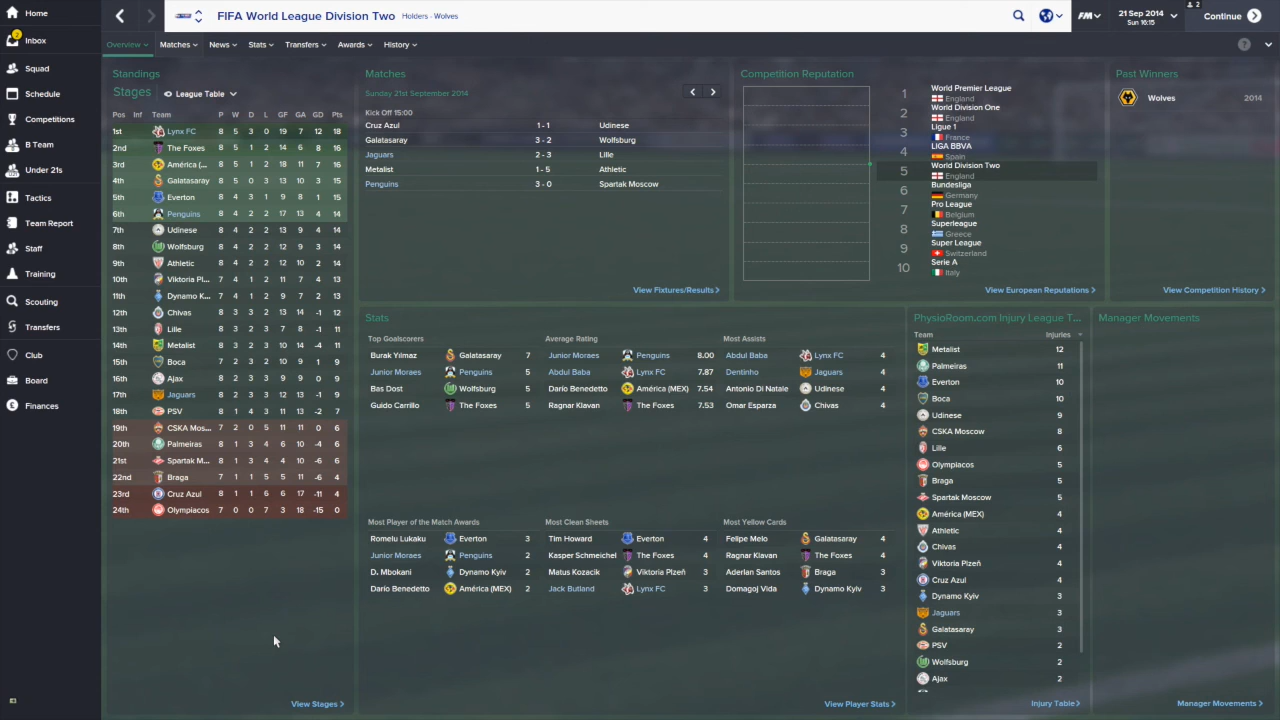 Home
Inbox
Squad
Schedule
Competitions
B Team
Under 21s
Tactics
Team Report
Staff
Training
Scouting
Transfers
Club
Board
Finances
FIFA World League Division Two Holders - Wolves
FM
21 Sep 2014
Sun 16:15
2
Continue
Overview Matches News Stats Transfers Awards History
Standings
Stages League Table
Pos Inf Team P W D L GF GA GD Pts
1st Lynx FC 8 5 3 0 19 7 12 18
2nd The Foxes 8 5 1 2 14 6 8 16
3rd América (... 8 5 1 2 18 11 7 16
4th Galatasaray 8 5 0 3 13 10 3 15
5th Everton 8 4 3 1 9 8 1 15
6th Penguins 8 4 2 2 17 13 4 14
7th Udinese 8 4 2 2 13 9 4 14
8th Wolfsburg 8 4 2 2 12 9 3 14
9th Athletic 8 4 2 2 12 10 2 14
10th Viktoria Pl... 7 4 1 2 11 7 4 13
11th Dynamo K... 7 4 1 2 9 7 2 13
12th Chivas 8 3 3 2 13 14 -1 12
13th Lille 8 3 2 3 7 8 -1 11
14th Metalist 8 3 2 3 10 14 -4 11
15th Boca 7 2 3 2 10 9 1 9
16th Ajax 8 2 3 3 9 9 0 9
17th Jaguars 8 2 3 3 12 13 -1 9
18th PSV 8 1 4 3 11 13 -2 7
19th CSKA Mos... 7 2 0 5 11 11 0 6
20th Palmeiras 8 1 3 4 6 10 -4 6
21st Spartak M... 8 1 3 4 4 10 -6 6
22nd Braga 7 1 1 5 5 11 -6 4
23rd Cruz Azul 8 1 1 6 6 17 -11 4
24th Olympiacos 7 0 0 7 3 18 -15 0
View Stages
Matches
Sunday 21st September 2014
Kick Off 15:00
Cruz Azul 1 - 1 Udinese
Galatasaray 3 - 2 Wolfsburg
Jaguars 2 - 3 Lille
Metalist 1 - 5 Athletic
Penguins 3 - 0 Spartak Moscow
View Fixtures/Results
Competition Reputation
1 World Premier League
England
2 World Division One
England
3 Ligue 1
France
4 LIGA BBVA
Spain
5 World Division Two
England
6 Bundesliga
Germany
7 Pro League
Belgium
8 Superleague
Greece
9 Super League
Switzerland
10 Serie A
Italy
View European Reputations
Past Winners
Wolves 2014
View Competition History
Stats
Top Goalscorers
Burak Yılmaz Galatasaray 7
Junior Moraes Penguins 5
Bas Dost Wolfsburg 5
Guido Carrillo The Foxes 5
Average Rating
Junior Moraes Penguins 8.00
Abdul Baba Lynx FC 7.87
Darío Benedetto América (MEX) 7.54
Ragnar Klavan The Foxes 7.53
Most Assists
Abdul Baba Lynx FC 4
Dentinho Jaguars 4
Antonio Di Natale Udinese 4
Omar Esparza Chivas 4
Most Player of the Match Awards
Romelu Lukaku Everton 3
Junior Moraes Penguins 2
D. Mbokani Dynamo Kyiv 2
Darío Benedetto América (MEX) 2
Most Clean Sheets
Tim Howard Everton 4
Kasper Schmeichel The Foxes 4
Matus Kozacik Viktoria Plzeň 3
Jack Butland Lynx FC 3
Most Yellow Cards
Felipe Melo Galatasaray 4
Ragnar Klavan The Foxes 4
Aderlan Santos Braga 3
Domagoj Vida Dynamo Kyiv 3
View Player Stats
PhysioRoom.com Injury League T...
Team Injuries
Metalist 12
Palmeiras 11
Everton 10
Boca 10
Udinese 9
CSKA Moscow 8
Lille 6
Olympiacos 5
Braga 5
Spartak Moscow 5
América (MEX) 4
Athletic 4
Chivas 4
Viktoria Plzeň 4
Cruz Azul 4
Dynamo Kyiv 3
Jaguars 3
Galatasaray 3
PSV 2
Wolfsburg 2
Ajax 2
Injury Table
Manager Movements
Manager Movements